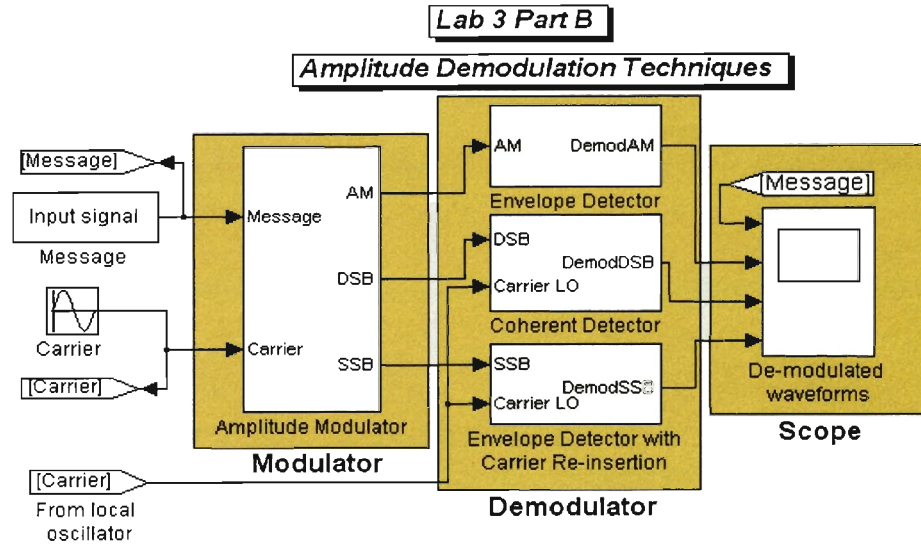 Lab 3 Part B
Amplitude Demodulation Techniques
[Message]
Input signal
Message
Carrier
[Carrier]
[Carrier]
From local
oscillator
Message
Carrier
AM
DSB
SSB
Amplitude Modulator
Modulator
AM
DemodAM
Envelope Detector
DSB
DemodDSB
Carrier LO
Coherent Detector
SSB
Carrier LO
Envelope Detector with
Carrier Re-insertion
Demodulator
[Message]
De-modulated
waveforms
Scope